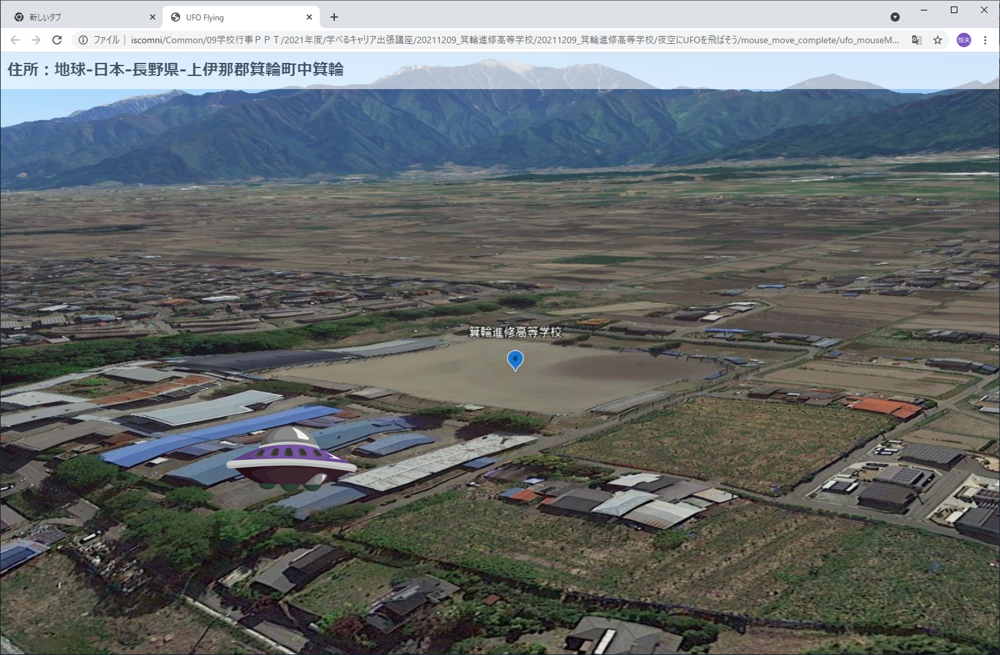 新しいタブ
UFO Flying
ファイル
iscomni/Common/09学校行事ＰＰＴ/2021年度/学べるキャリア出張講座/20211209_箕輪進修高等学校/20211209_箕輪進修高等学校/夜空にUFOを飛ばそう/mouse_move_complete/ufo_mouseM...
恒夫
住所：地球-日本-長野県-上伊那郡箕輪町中箕輪
箕輪進修高等学校